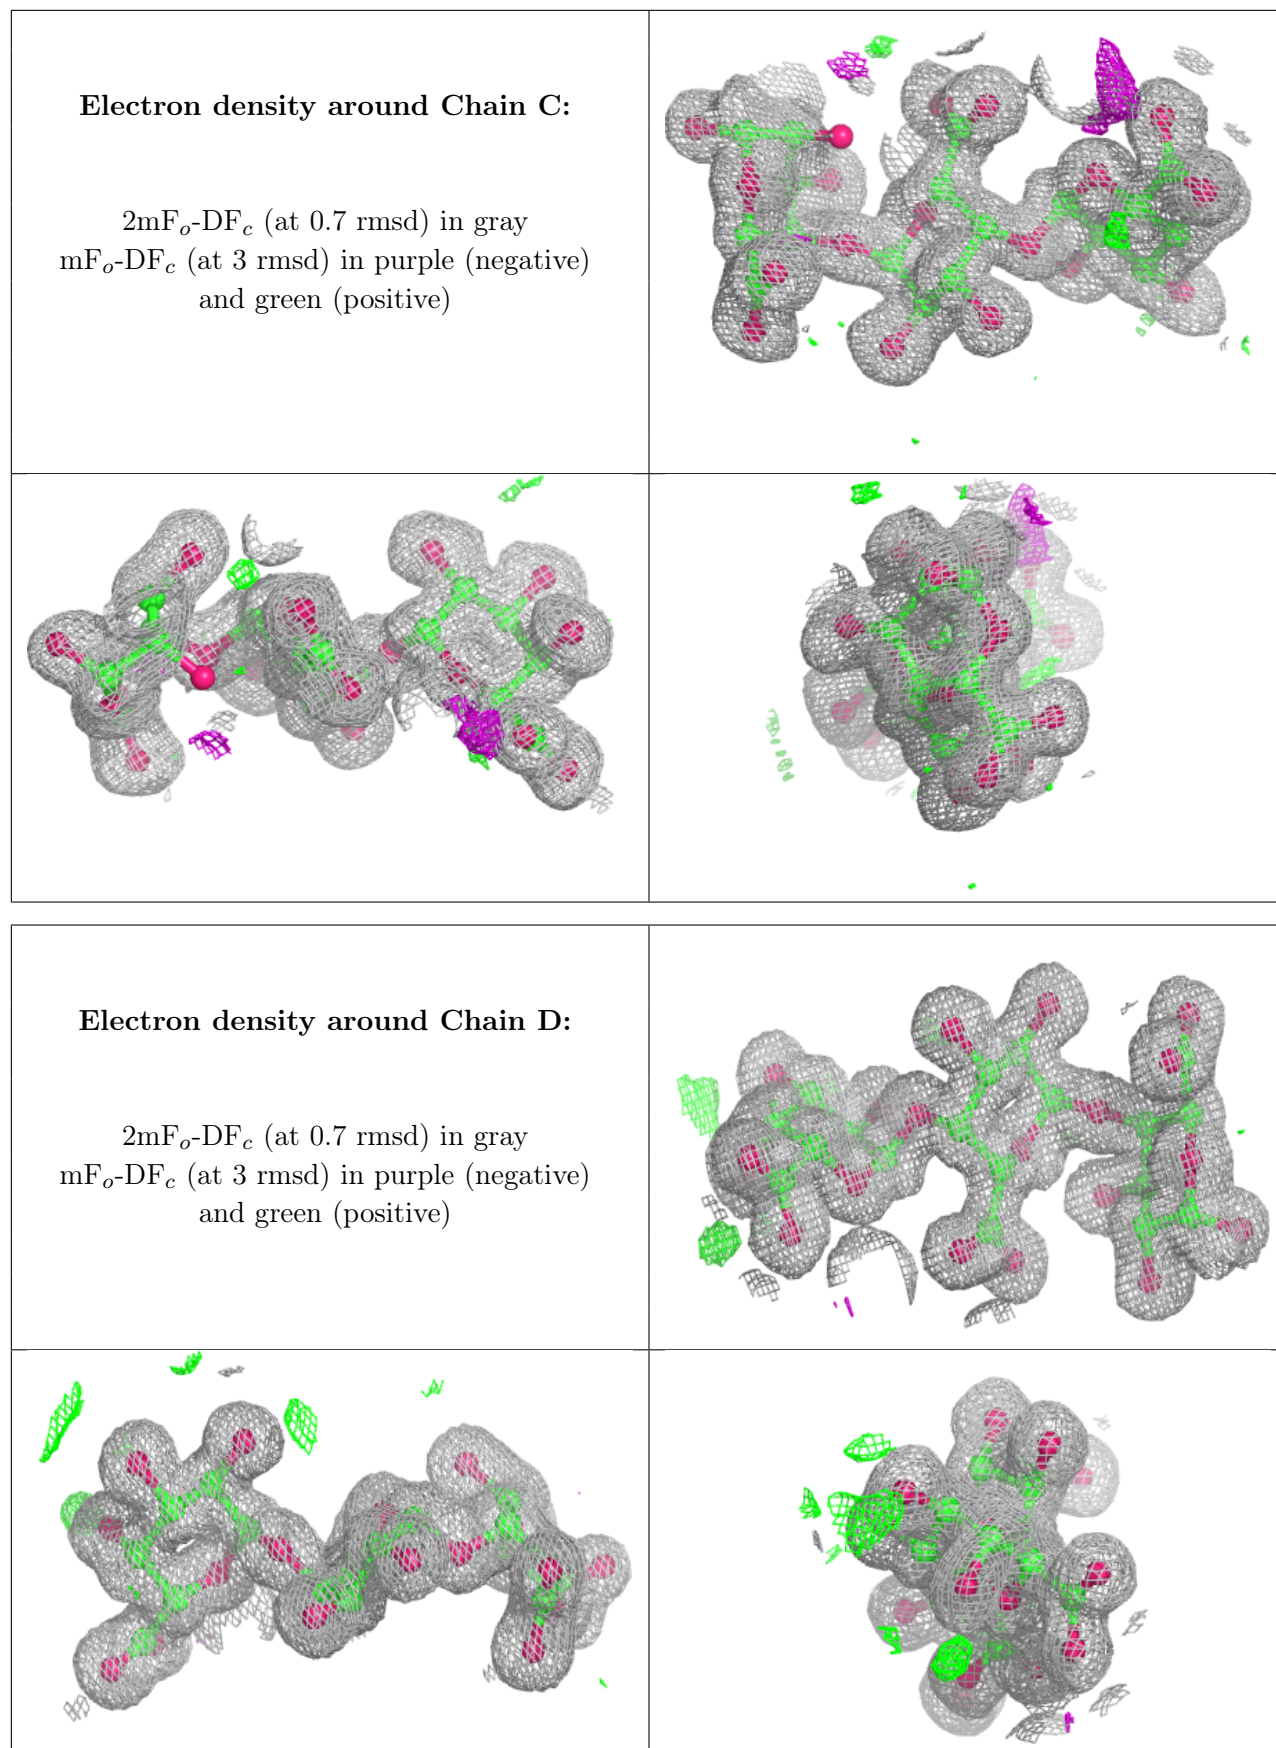 Electron density around Chain C:
2mFo-DFc (at 0.7 rmsd) in gray
mFo-DFc (at 3 rmsd) in purple (negative)
and green (positive)
Electron density around Chain D:
2mFo-DFc (at 0.7 rmsd) in gray
mFo-DFc (at 3 rmsd) in purple (negative)
and green (positive)